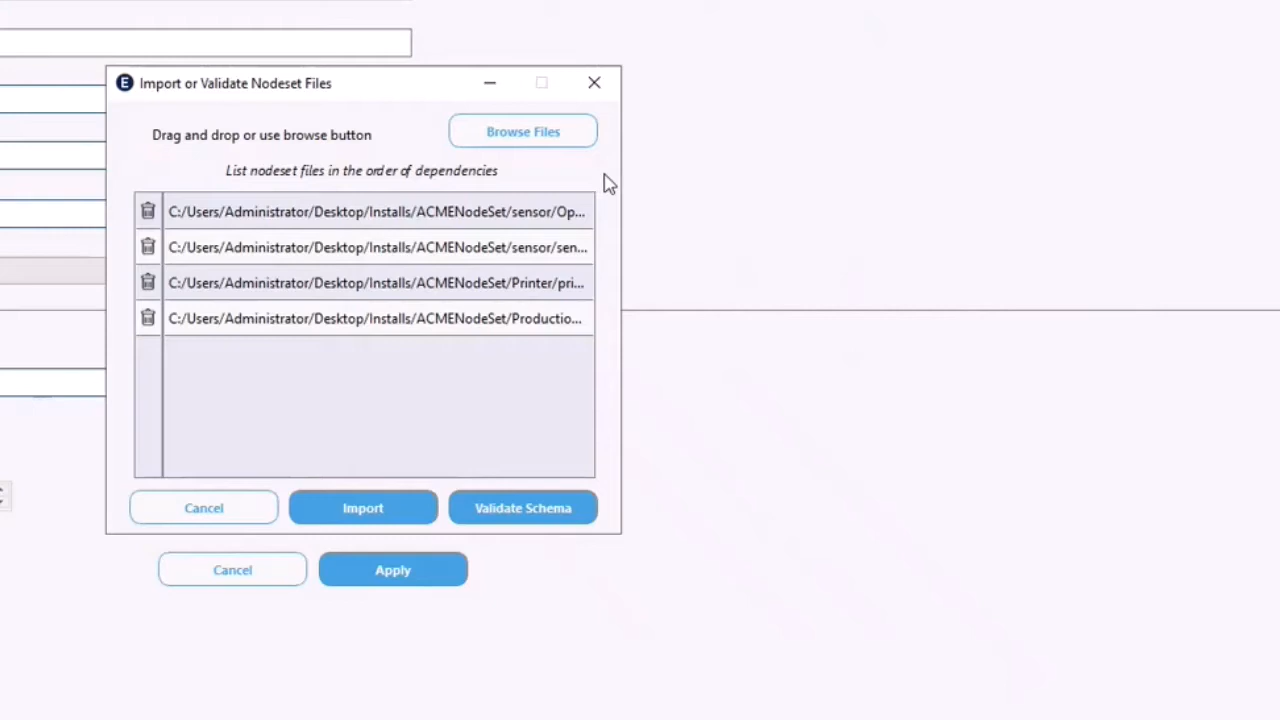 E Import or Validate Nodeset Files
Drag and drop or use browse button
Browse Files
List nodeset files in the order of dependencies
C:/Users/Administrator/Desktop/Installs/ACMENodeSet/sensor/Op...
C:/Users/Administrator/Desktop/Installs/ACMENodeSet/sensor/sen...
C:/Users/Administrator/Desktop/Installs/ACMENodeSet/Printer/pri...
C:/Users/Administrator/Desktop/Installs/ACMENodeSet/Productio...
Cancel
Import
Validate Schema
Cancel
Apply